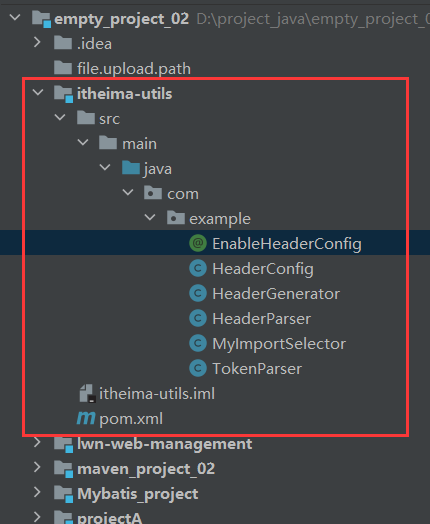 empty_project_02 D:\project_java\empty_project_0
.idea
file.upload.path
itheima-utils
src
main
java
com
example
@ EnableHeaderConfig
C HeaderConfig
C HeaderGenerator
C HeaderParser
C MyImportSelector
C TokenParser
itheima-utils.iml
m pom.xml
lwn-web-management
maven_project_02
Mybatis_project
projectA